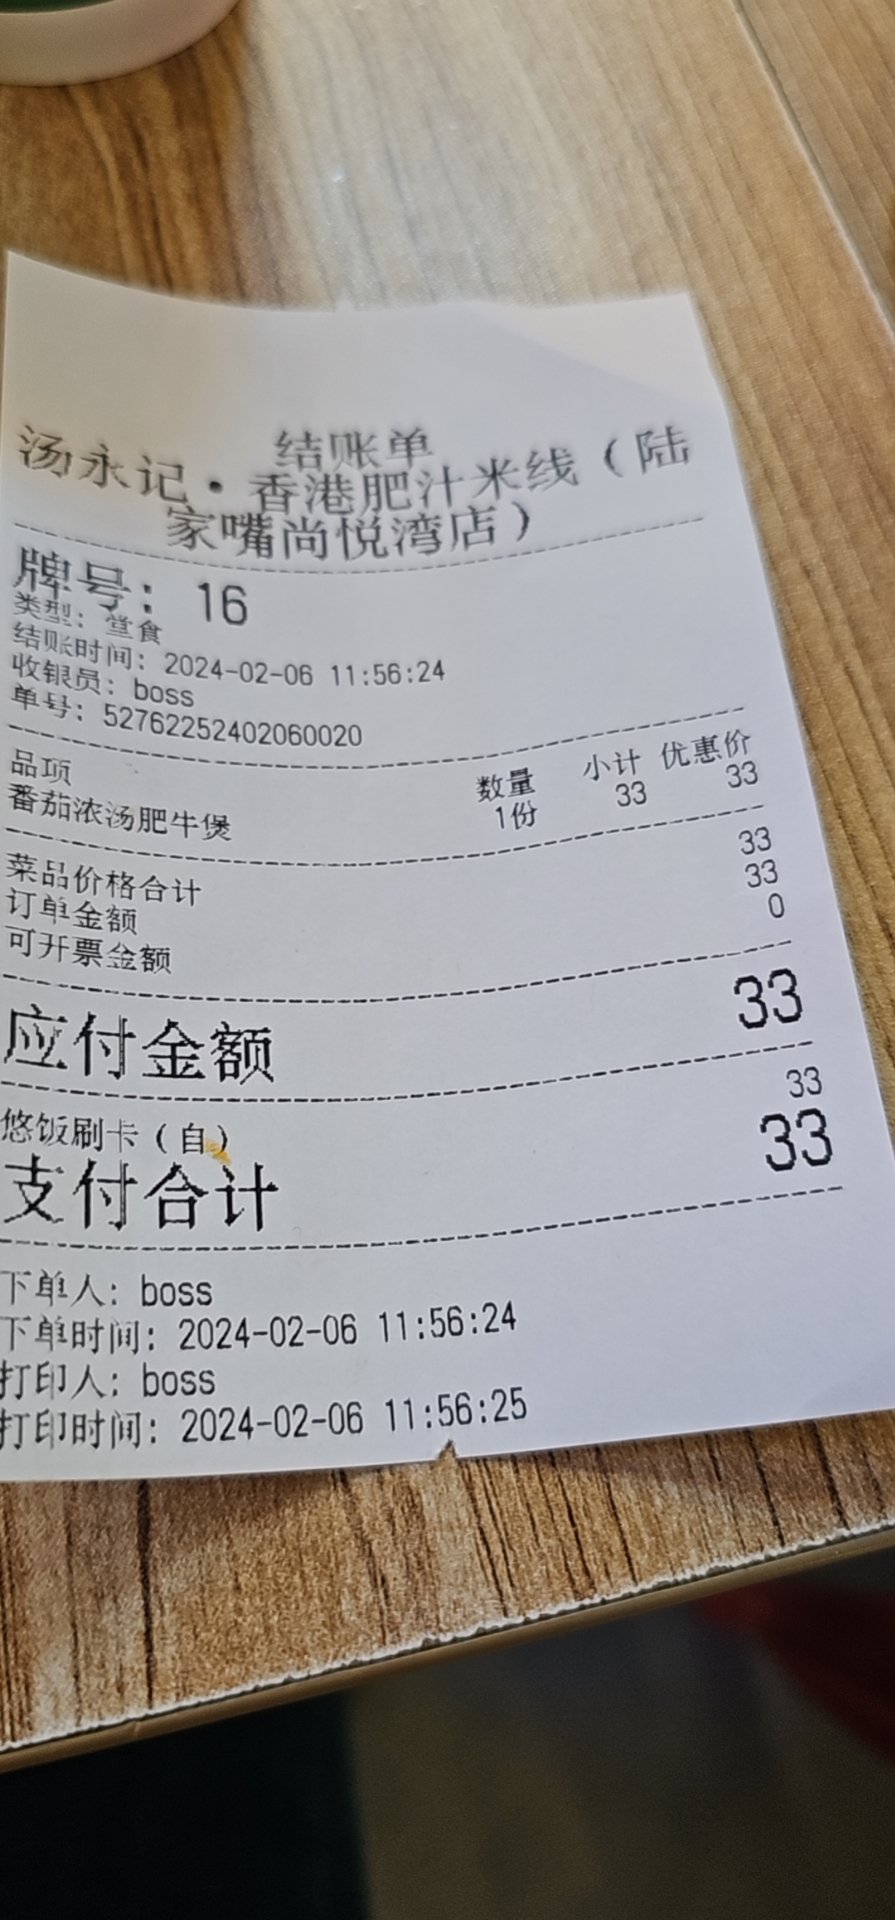 结账单
汤永记·香港肥汁米线（陆
家嘴尚悦湾店）
牌号：16
类型：堂食
结账时间：2024-02-06 11:56:24
收银员：boss
单号：52762252402060020
品项 数量 小计 优惠价
番茄浓汤肥牛煲 1份 33 33
菜品价格合计 33
订单金额 33
可开票金额 0
应付金额 33
悠饭刷卡（自） 33
支付合计 33
下单人：boss
下单时间：2024-02-06 11:56:24
打印人：boss
打印时间：2024-02-06 11:56:25